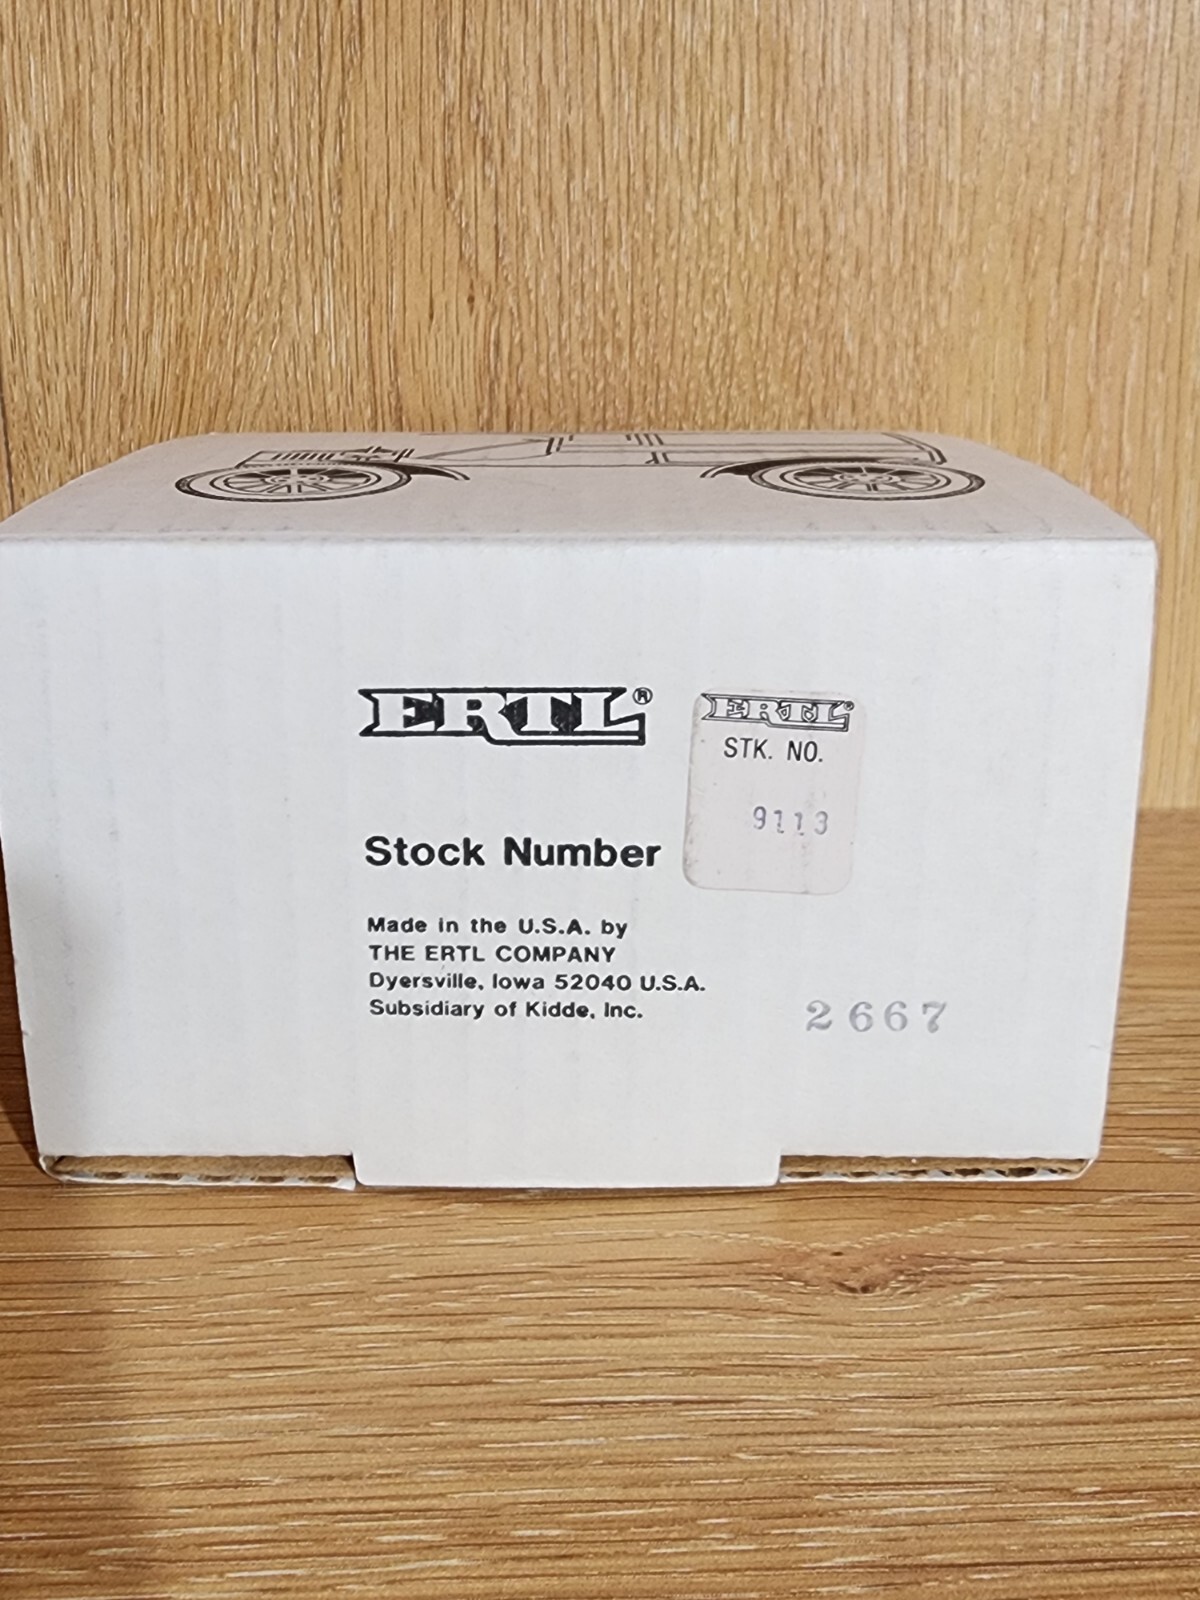 ERTL®
ERTL®
STK. NO.
9113
Stock Number
Made in the U.S.A. by
THE ERTL COMPANY
Dyersville, Iowa 52040 U.S.A.
Subsidiary of Kidde, Inc.
2667